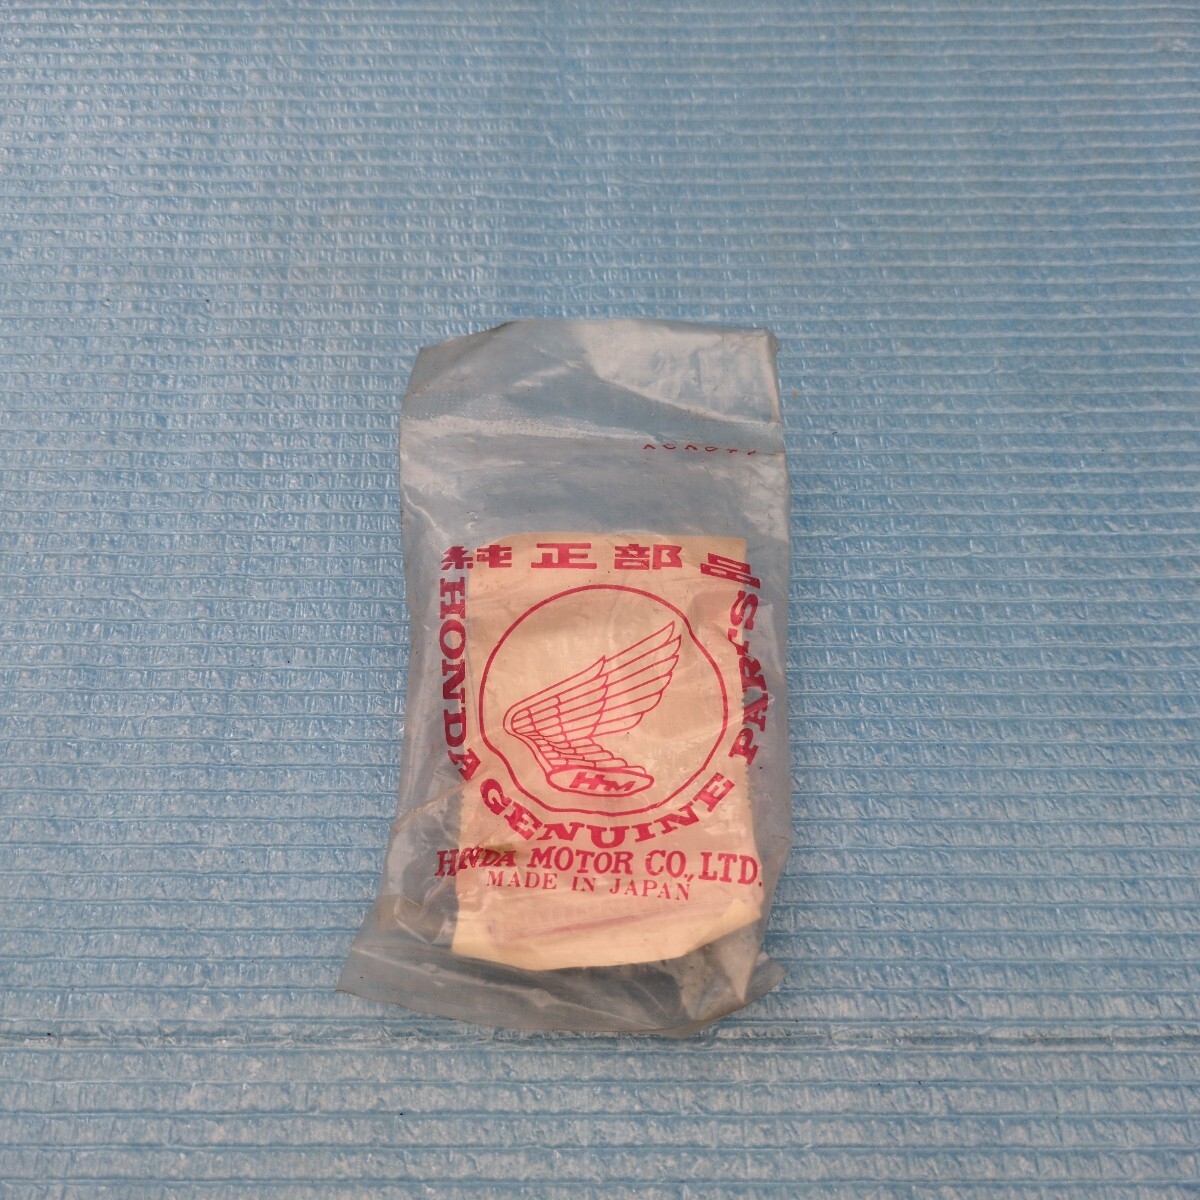 純正部品
HONDA GENUINE PARTS
HM
HONDA MOTOR CO., LTD.
MADE IN JAPAN